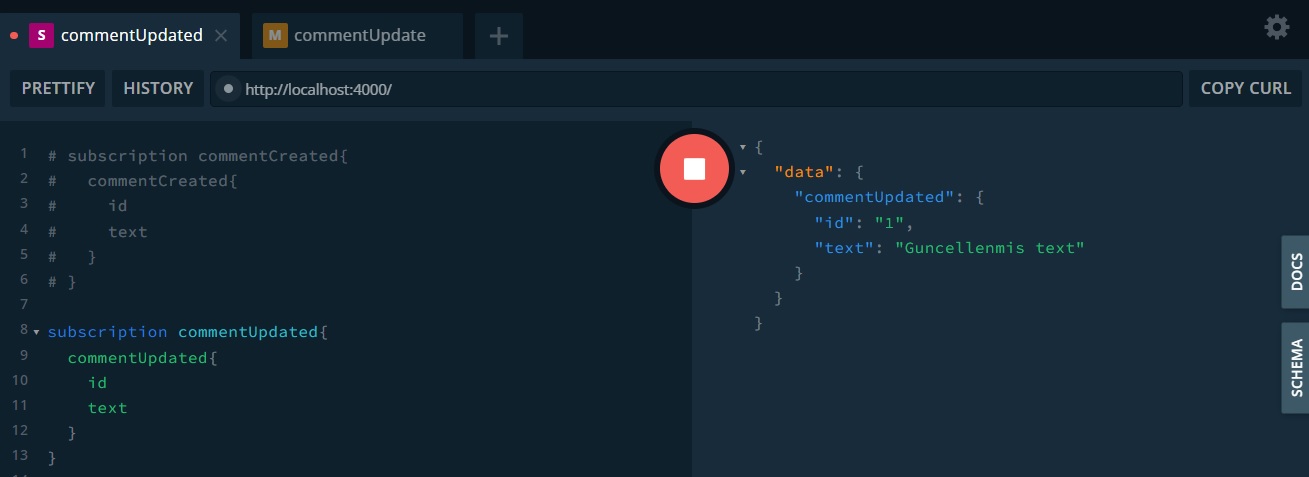 S commentUpdated × M commentUpdate +
PRETTIFY HISTORY http://localhost:4000/ COPY CURL
1 # subscription commentCreated{
2 #   commentCreated{
3 #     id
4 #     text
5 #   }
6 # }
7
8 subscription commentUpdated{
9   commentUpdated{
10     id
11     text
12   }
13 }
{
  "data": {
    "commentUpdated": {
      "id": "1",
      "text": "Guncellenmis text"
    }
  }
}
DOCS
SCHEMA